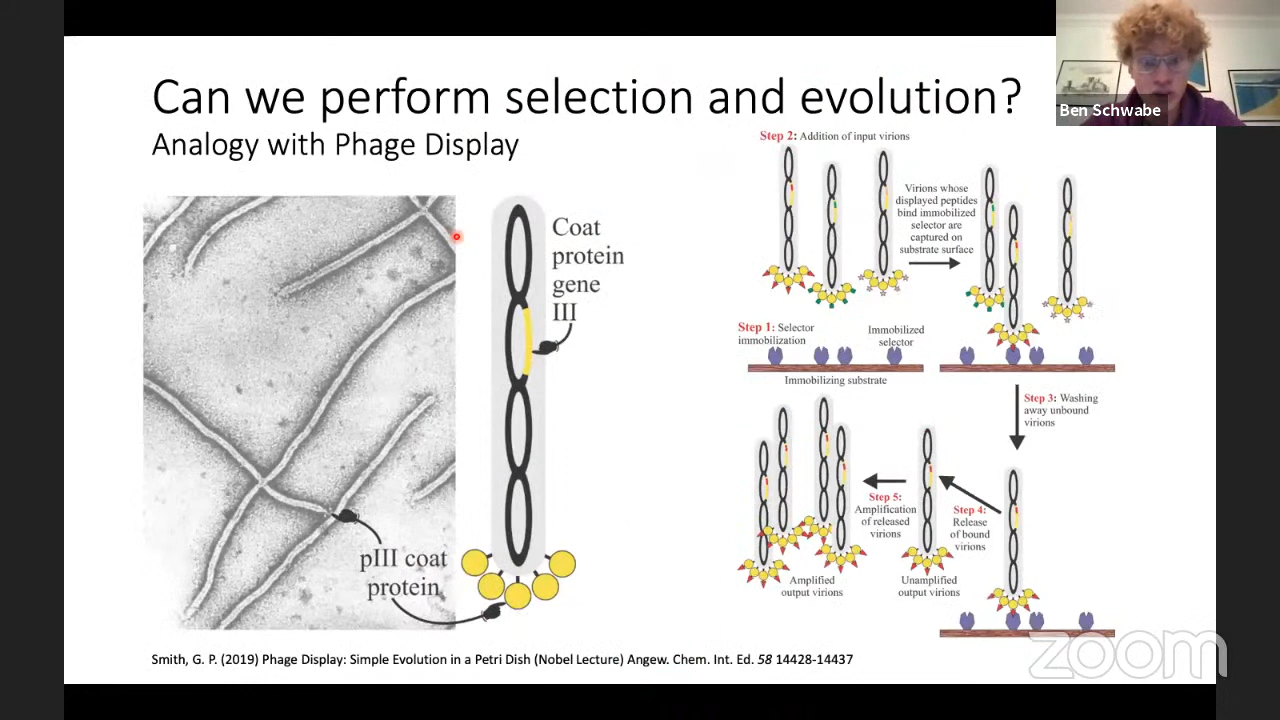 Can we perform selection and evolution?
Analogy with Phage Display
Ben Schwabe
Coat
protein
gene
III
pIII coat
protein
Step 2: Addition of input virions
Virions whose
displayed peptides
bind immobilized
selector are
captured on
substrate surface
Step 1: Selector
immobilization
Immobilized
selector
Immobilizing substrate
Step 3: Washing
away unbound
virions
Step 4:
Release
of bound
virions
Step 5:
Amplification
of released
virions
Amplified
output virions
Unamplified
output virions
Smith, G. P. (2019) Phage Display: Simple Evolution in a Petri Dish (Nobel Lecture) Angew. Chem. Int. Ed. 58 14428-14437
zoom